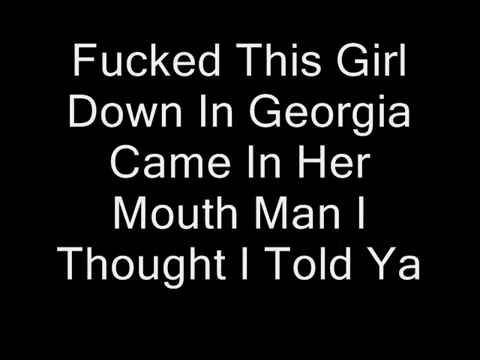 Fucked This Girl
Down In Georgia
Came In Her
Mouth Man I
Thought I Told Ya